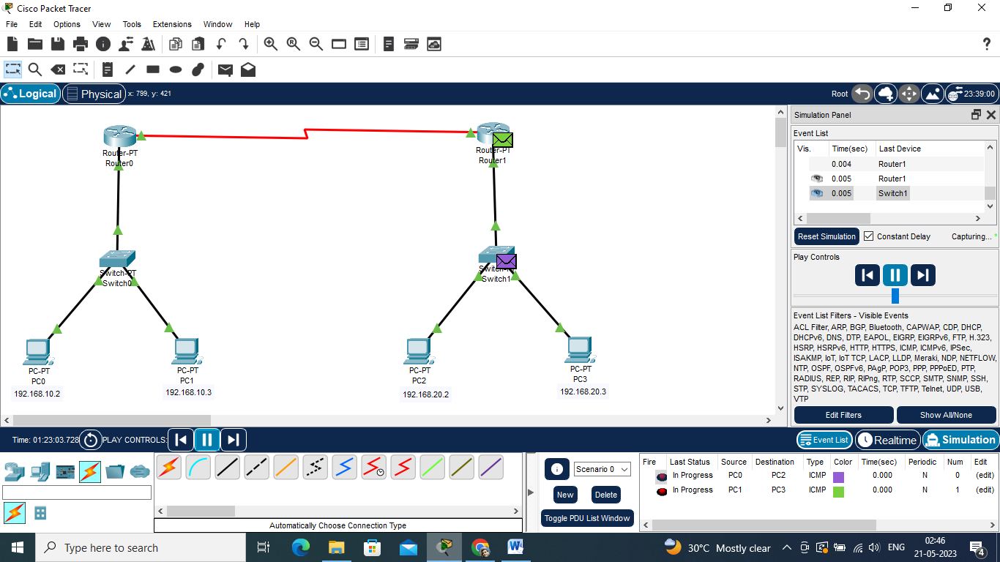 Cisco Packet Tracer
File Edit Options View Tools Extensions Window Help
?
Logical Physical x: 799, y: 421
Root 23:39:00
Router-PT
Router0
Router-PT
Router1
Switch-PT
Switch0
Switch1
PC-PT
PC0
192.168.10.2
PC-PT
PC1
192.168.10.3
PC-PT
PC2
192.168.20.2
PC-PT
PC3
192.168.20.3
Simulation Panel
Event List
Vis. Time(sec) Last Device
0.004 Router1
0.005 Router1
0.005 Switch1
Reset Simulation Constant Delay Capturing... *
Play Controls
Event List Filters - Visible Events
ACL Filter, ARP, BGP, Bluetooth, CAPWAP, CDP, DHCP,
DHCPv6, DNS, DTP, EAPOL, EIGRP, EIGRPv6, FTP, H.323,
HSRP, HSRPv6, HTTP, HTTPS, ICMP, ICMPv6, IPSec,
ISAKMP, IoT, IoT TCP, LACP, LLDP, Meraki, NDP, NETFLOW,
NTP, OSPF, OSPFv6, PAgP, POP3, PPP, PPPoED, PTP,
RADIUS, REP, RIP, RIPng, RTP, SCCP, SMTP, SNMP, SSH,
STP, SYSLOG, TACACS, TCP, TFTP, Telnet, UDP, USB,
VTP
Edit Filters Show All/None
Time: 01:23:03.728 PLAY CONTROLS:
Event List Realtime Simulation
Automatically Choose Connection Type
Scenario 0
New Delete
Toggle PDU List Window
Fire Last Status Source Destination Type Color Time(sec) Periodic Num Edit
In Progress PC0 PC2 ICMP 0.000 N 0 (edit)
In Progress PC1 PC3 ICMP 0.000 N 1 (edit)
Type here to search
30°C Mostly clear
ENG
02:46
21-05-2023
4